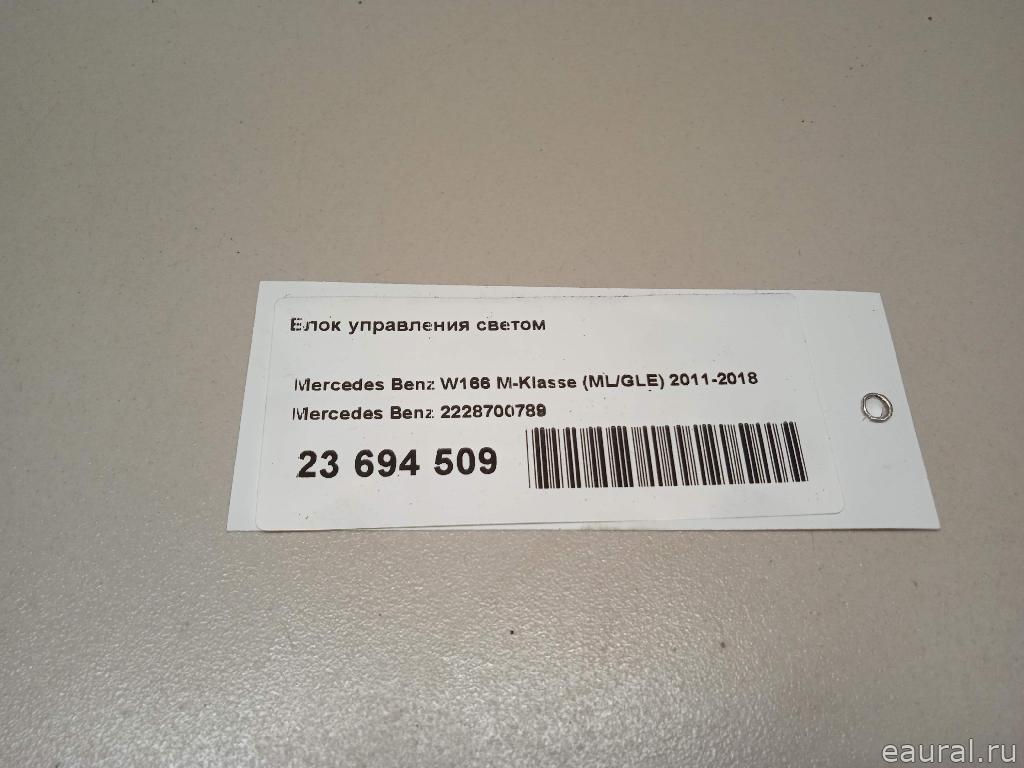 Блок управления светом
Mercedes Benz W166 M-Klasse (ML/GLE) 2011-2018
Mercedes Benz 2228700789
23 694 509
eaural.ru